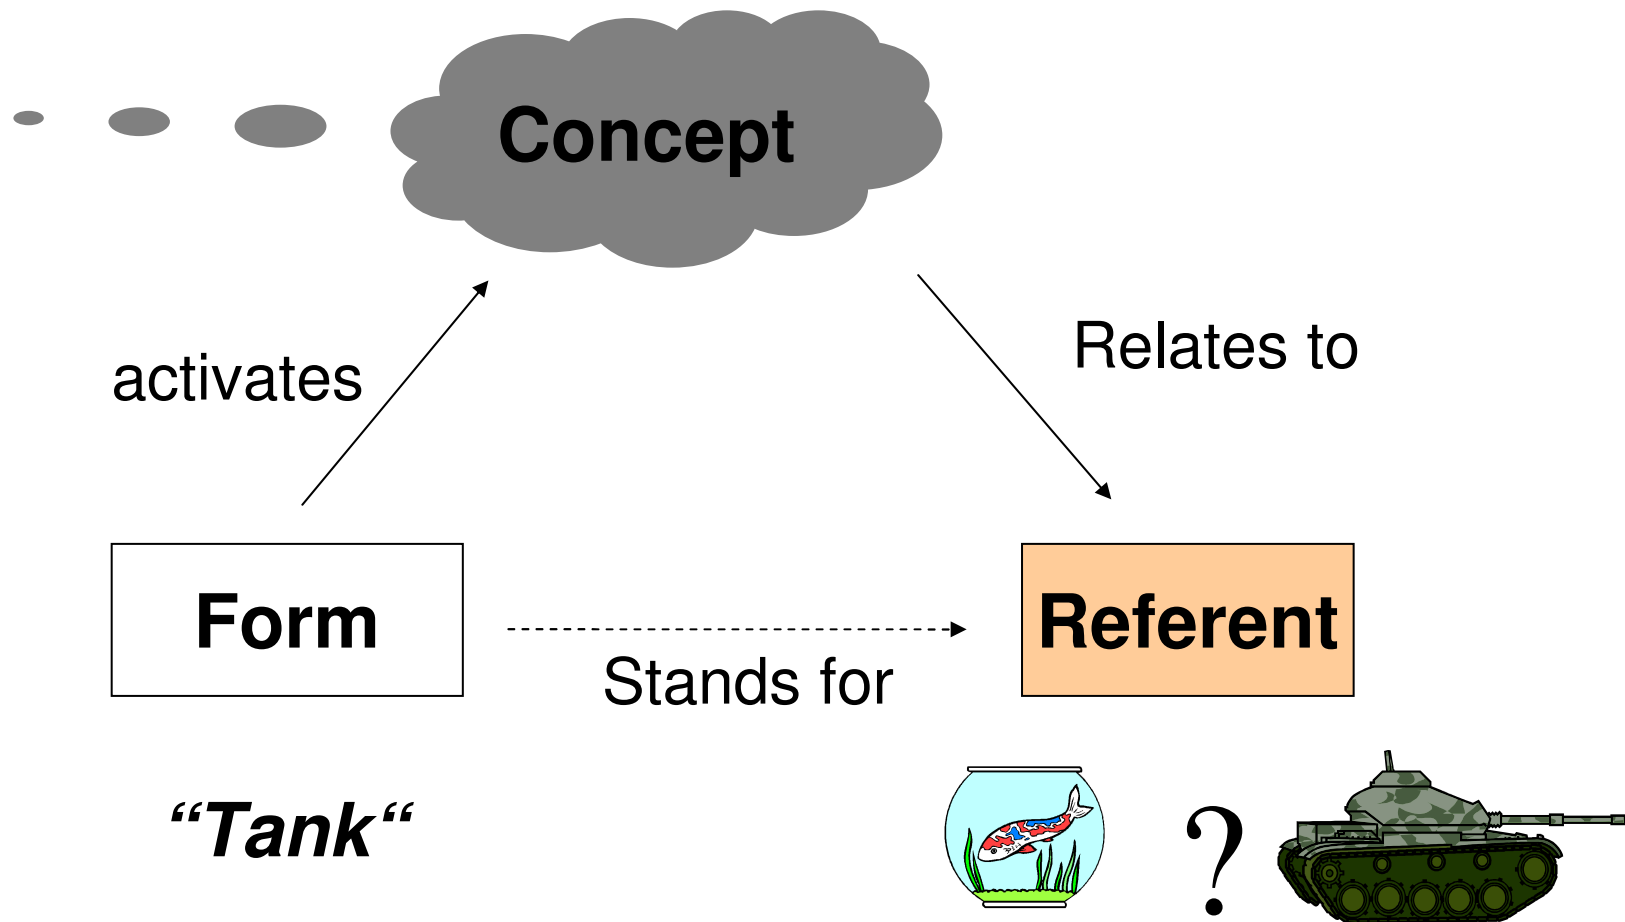 Concept
activates
Relates to
Form
Referent
Stands for
“Tank“
?